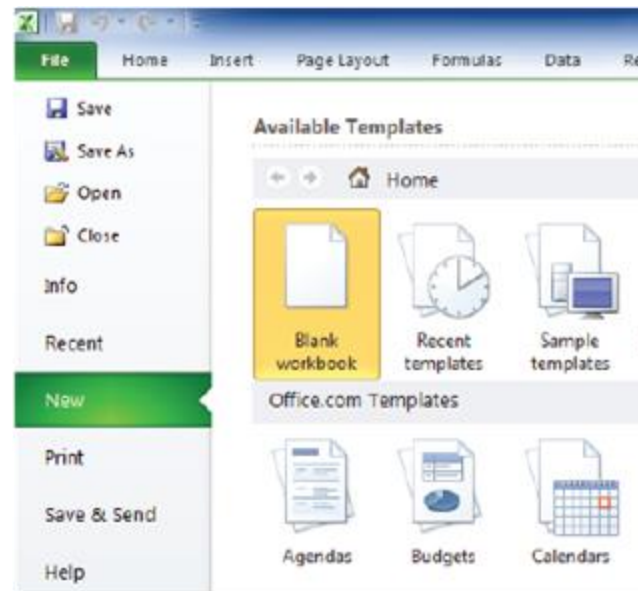 File Home Insert Page Layout Formulas Data Re
Save
Save As
Open
Close
Info
Recent
New
Print
Save & Send
Help
Available Templates
Home
Blank workbook
Recent templates
Sample templates
Office.com Templates
Agendas
Budgets
Calendars